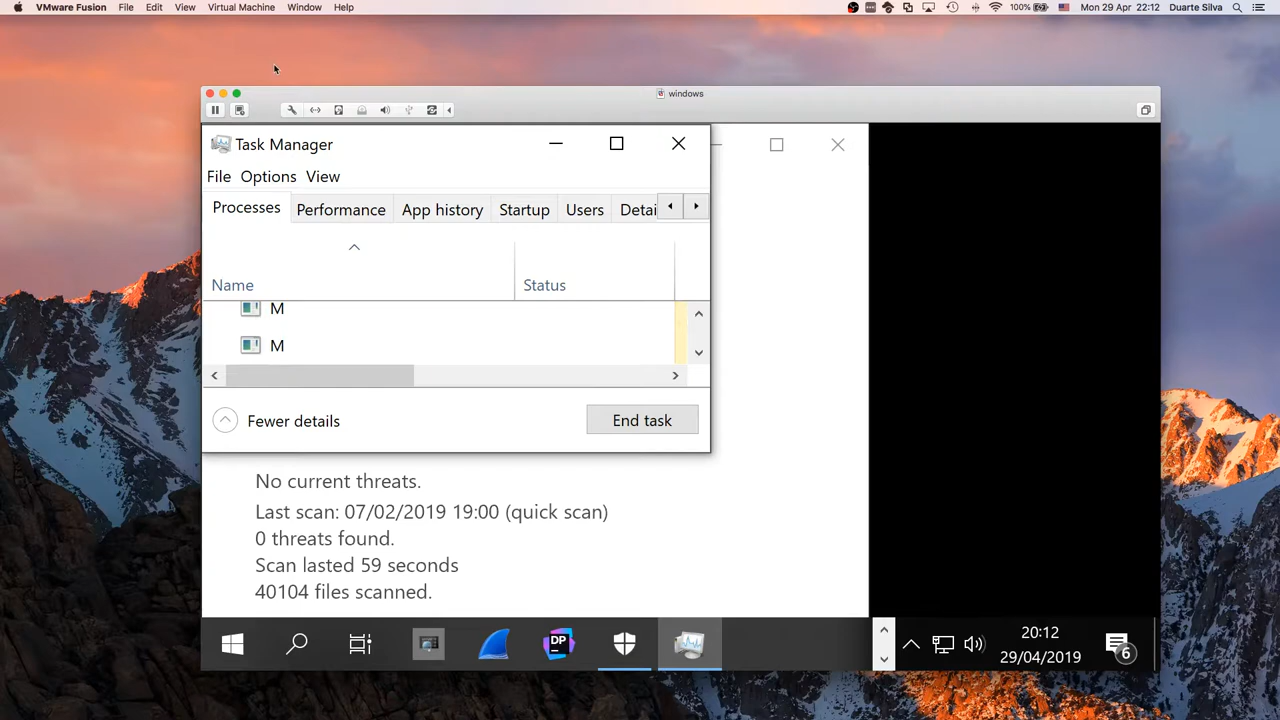 VMware Fusion File Edit View Virtual Machine Window Help 100% Mon 29 Apr 22:12 Duarte Silva
windows
Task Manager
File Options View
Processes Performance App history Startup Users Detai
Name Status
M
M
Fewer details End task
No current threats.
Last scan: 07/02/2019 19:00 (quick scan)
0 threats found.
Scan lasted 59 seconds
40104 files scanned.
DP
20:12
29/04/2019
6